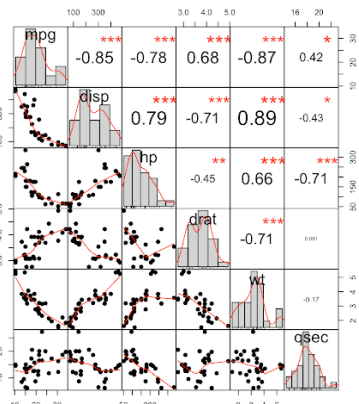 100 300
3.0 4.0 5.0
16 20
mpg
*** -0.85
*** -0.78
*** 0.68
*** -0.87
* 0.42
10 20 30
disp
*** 0.79
*** -0.71
*** 0.89
* -0.43
hp
** -0.45
*** 0.66
*** -0.71
50 150 300
drat
*** -0.71
0.091
wt
-0.17
2 3 4 5
qsec